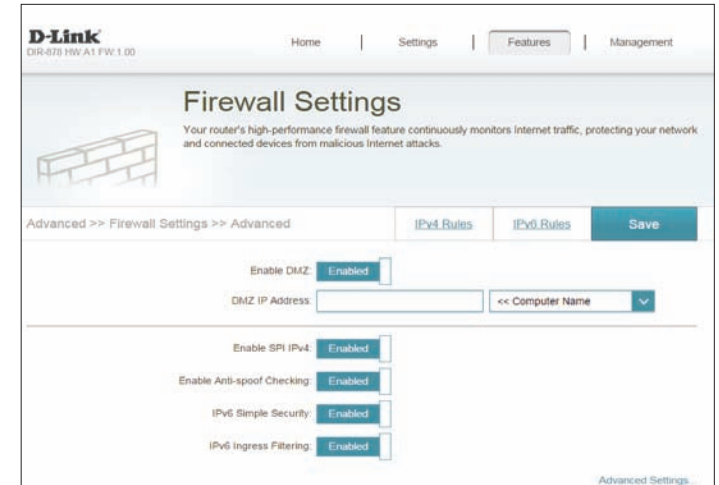 D-Link
DIR-878 HW:A1 FW:1.00
Home | Settings | Features | Management
Firewall Settings
Your router's high-performance firewall feature continuously monitors Internet traffic, protecting your network
and connected devices from malicious Internet attacks.
Advanced >> Firewall Settings >> Advanced IPv4 Rules IPv6 Rules Save
Enable DMZ: Enabled
DMZ IP Address: << Computer Name
Enable SPI IPv4: Enabled
Enable Anti-spoof Checking: Enabled
IPv6 Simple Security: Enabled
IPv6 Ingress Filtering: Enabled
Advanced Settings...